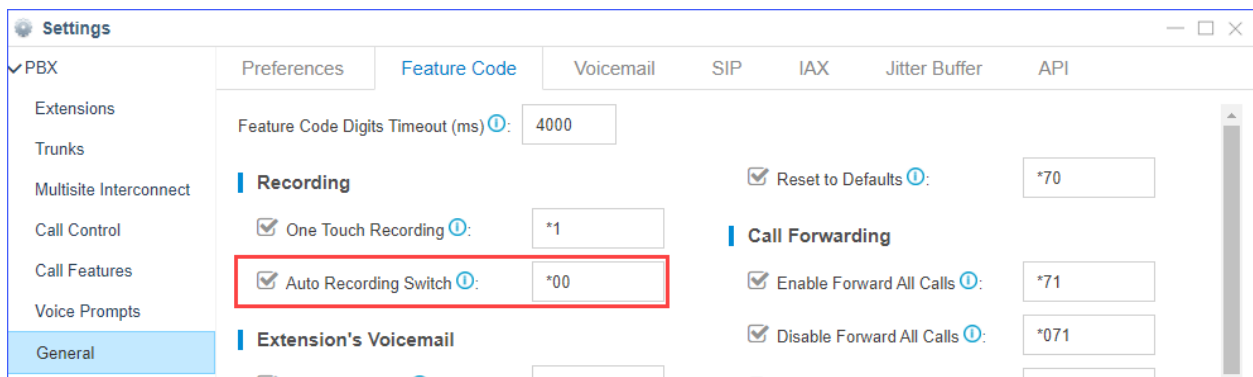 Settings
PBX
Extensions
Trunks
Multisite Interconnect
Call Control
Call Features
Voice Prompts
General
Preferences Feature Code Voicemail SIP IAX Jitter Buffer API
Feature Code Digits Timeout (ms) : 4000
Recording
One Touch Recording : *1
Auto Recording Switch : *00
Extension's Voicemail
Reset to Defaults : *70
Call Forwarding
Enable Forward All Calls : *71
Disable Forward All Calls : *071